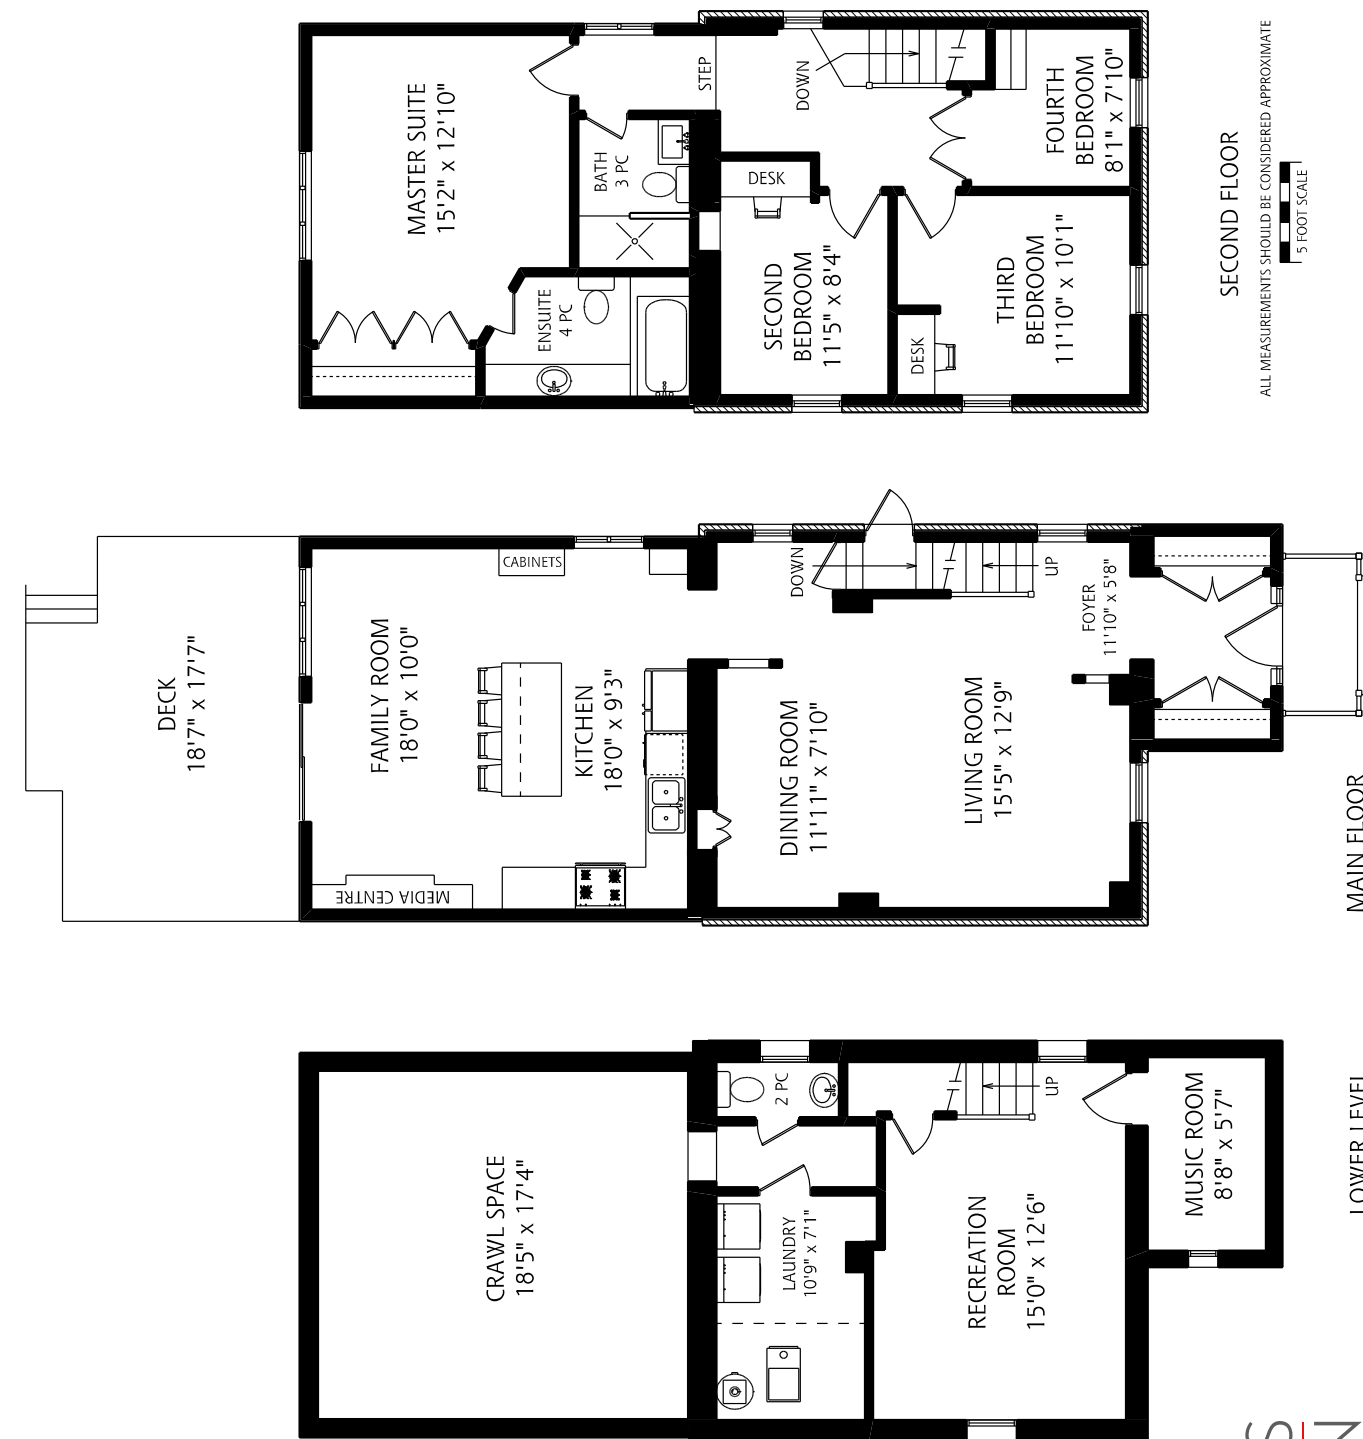 MASTER SUITE
15'2" x 12'10"
STEP
DOWN
FOURTH
BEDROOM
8'1" x 7'10"
BATH
3 PC
DESK
ENSUITE
4 PC
SECOND
BEDROOM
11'5" x 8'4"
DESK
THIRD
BEDROOM
11'10" x 10'1"
SECOND FLOOR
ALL MEASUREMENTS SHOULD BE CONSIDERED APPROXIMATE
5 FOOT SCALE
DECK
18'7" x 17'7"
CABINETS
FAMILY ROOM
18'0" x 10'0"
KITCHEN
18'0" x 9'3"
MEDIA CENTRE
DOWN
UP
FOYER
11'10" x 5'8"
DINING ROOM
11'11" x 7'10"
LIVING ROOM
15'5" x 12'9"
MAIN FLOOR
CRAWL SPACE
18'5" x 17'4"
2 PC
UP
LAUNDRY
10'9" x 7'1"
RECREATION
ROOM
15'0" x 12'6"
MUSIC ROOM
8'8" x 5'7"
LOWER LEVEL